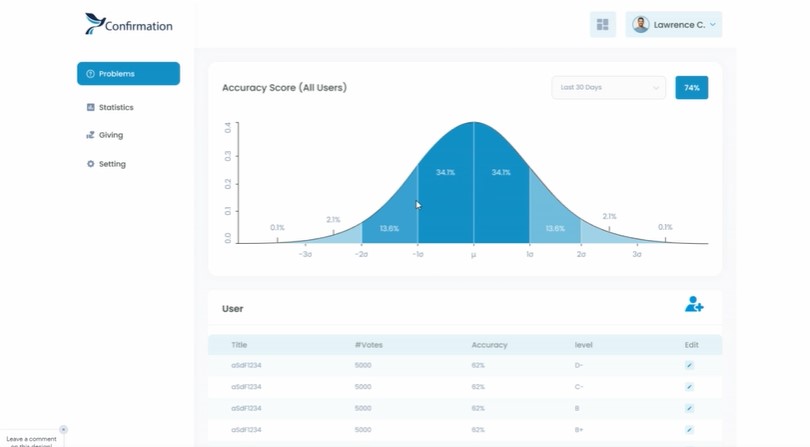 Confirmation
Lawrence C.
Problems
Statistics
Giving
Setting
Accuracy Score (All Users)
Last 30 Days
74%
0.4
0.3
0.2
0.1
0.0
0.1%
2.1%
13.6%
34.1%
34.1%
13.6%
2.1%
0.1%
-3σ
-2σ
-1σ
μ
1σ
2σ
3σ
User
Title #Votes Accuracy level Edit
aSdF1234 5000 62% D-
aSdF1234 5000 62% C-
aSdF1234 5000 62% B
aSdF1234 5000 62% B+
Leave a comment
on this design!